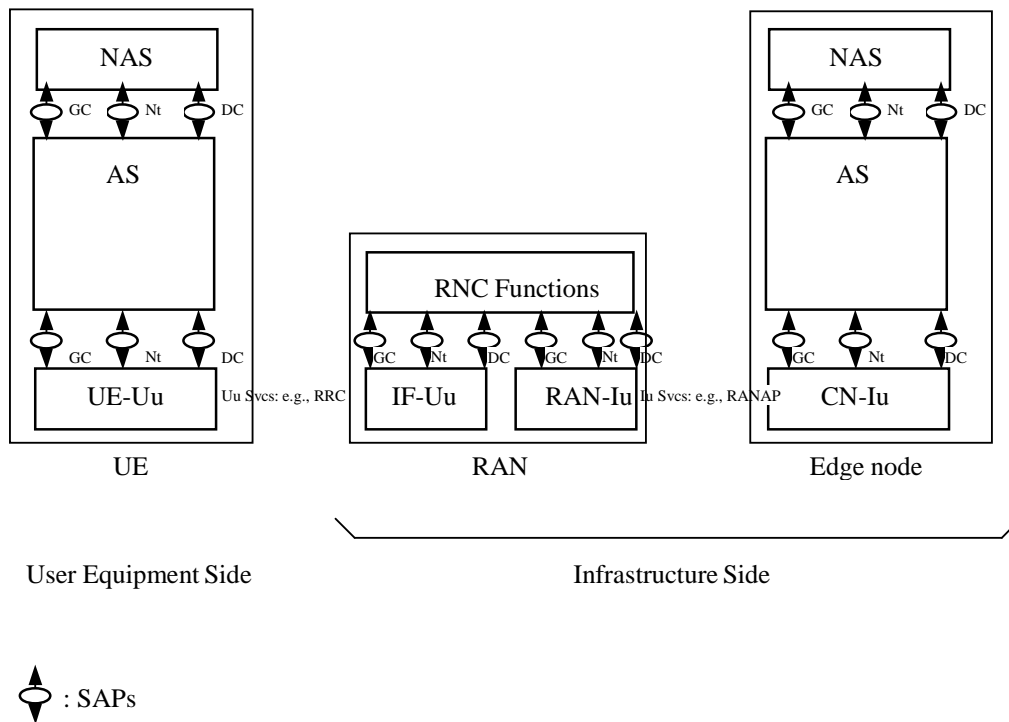 NAS
NAS
GC Nt DC
GC Nt DC
AS
AS
RNC Functions
GC Nt DC
GC Nt DC GC Nt DC
GC Nt DC
UE-Uu
Uu Svcs: e.g., RRC
IF-Uu
RAN-Iu
Iu Svcs: e.g., RANAP
CN-Iu
UE
RAN
Edge node
User Equipment Side
Infrastructure Side
: SAPs